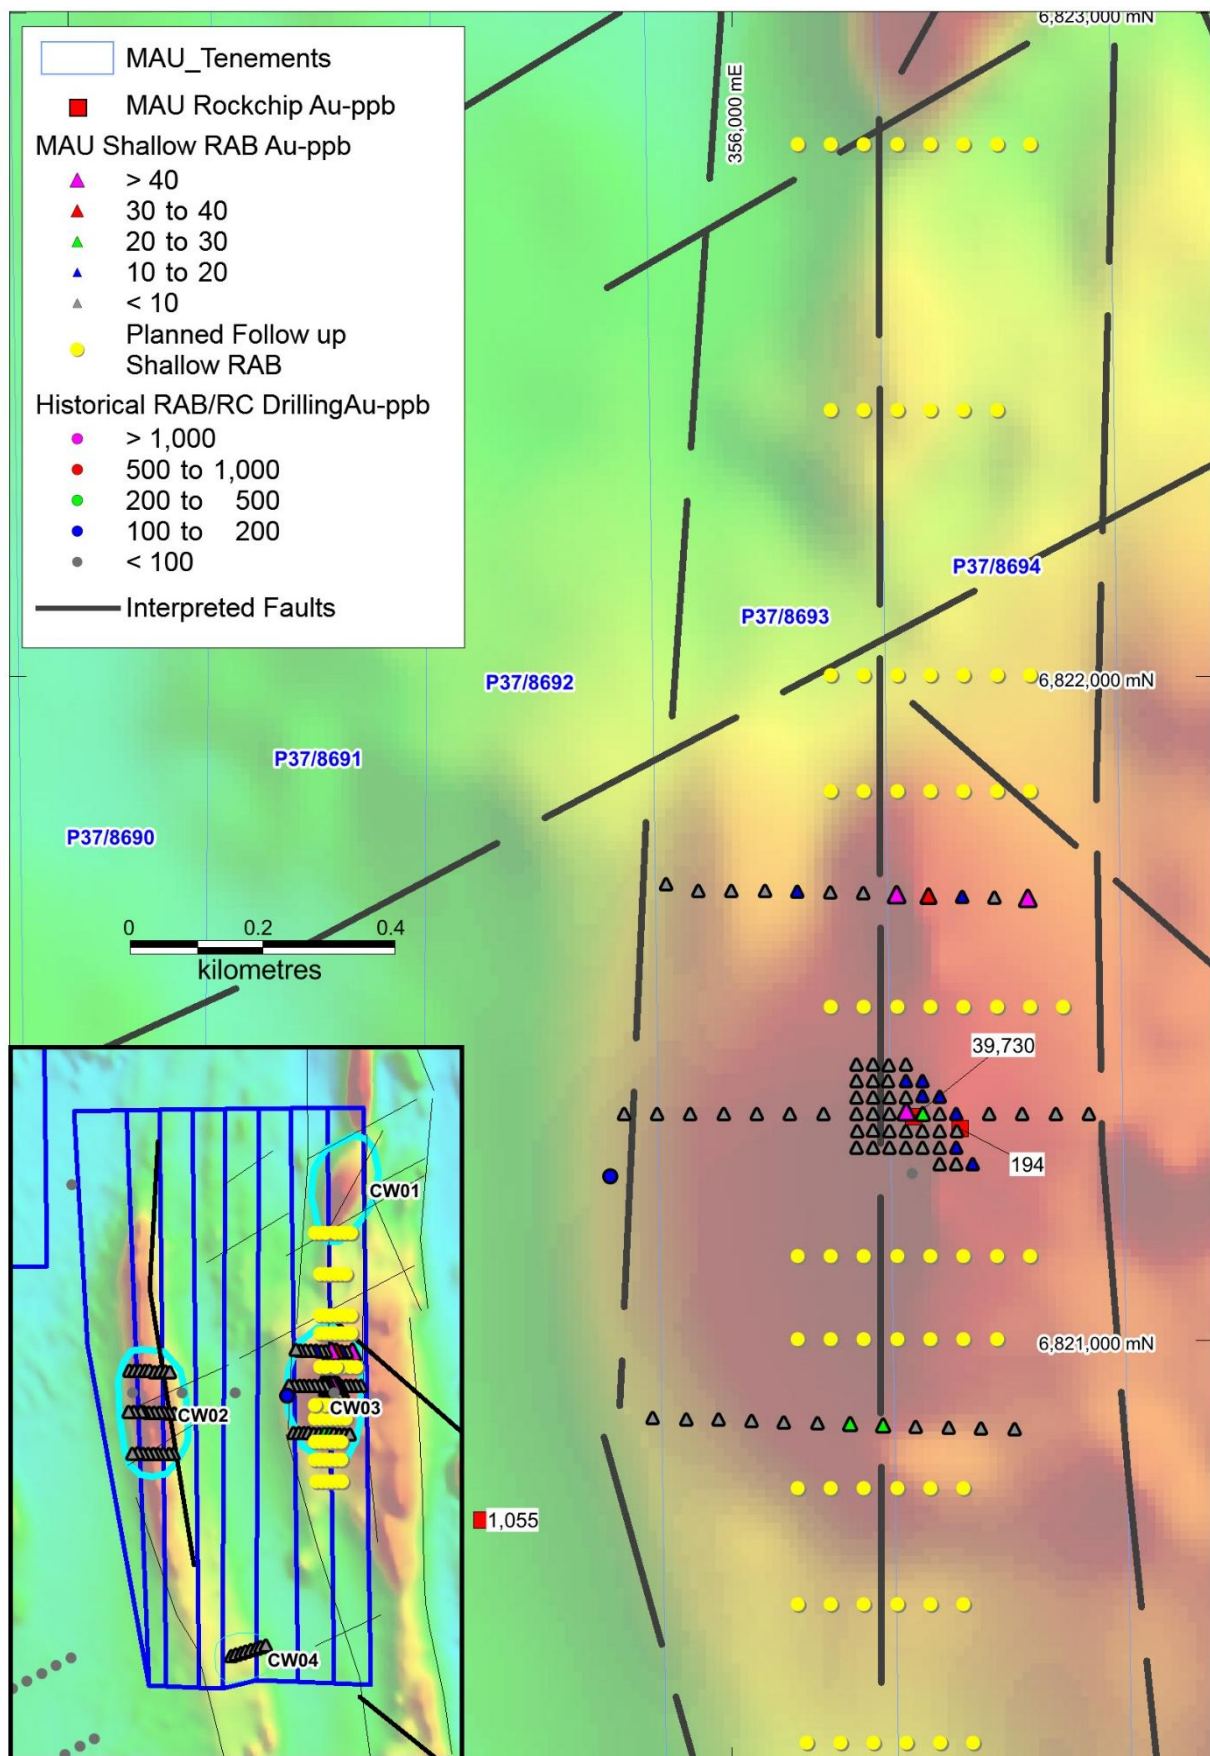 MAU_Tenements
MAU Rockchip Au-ppb
MAU Shallow RAB Au-ppb
> 40
30 to 40
20 to 30
10 to 20
< 10
Planned Follow up
Shallow RAB
Historical RAB/RC DrillingAu-ppb
> 1,000
500 to 1,000
200 to 500
100 to 200
< 100
Interpreted Faults
6,823,000 mN
356,000 mE
P37/8694
P37/8693
P37/8692
6,822,000 mN
P37/8691
P37/8690
0 0.2 0.4
kilometres
39,730
194
6,821,000 mN
1,055
CW01
CW02
CW03
CW04